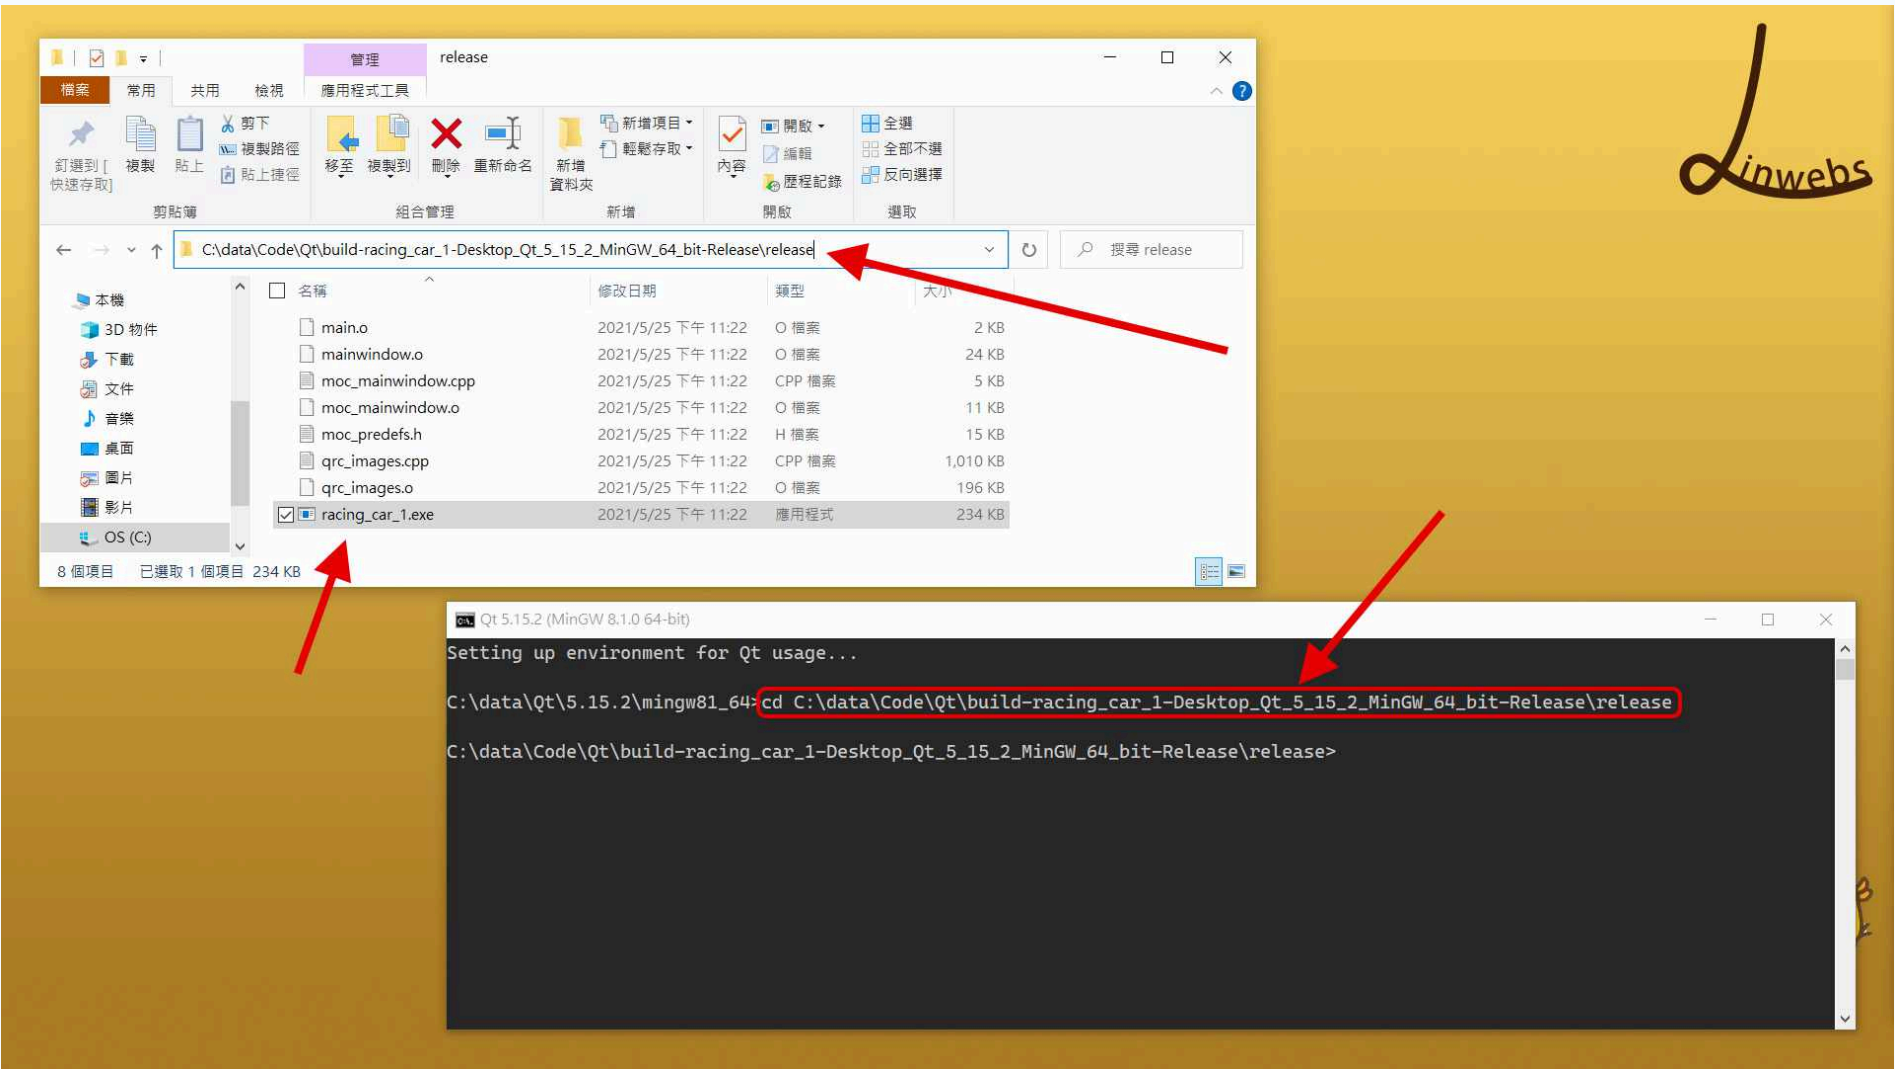 管理 release
檔案 常用 共用 檢視 應用程式工具
釘選到 [
快速存取]
複製
貼上
剪下
複製路徑
貼上捷徑
移至
複製到
刪除
重新命名
新增
資料夾
新增項目
輕鬆存取
內容
開啟
編輯
歷程記錄
全選
全部不選
反向選擇
剪貼簿 組合管理 新增 開啟 選取
C:\data\Code\Qt\build-racing_car_1-Desktop_Qt_5_15_2_MinGW_64_bit-Release\release
搜尋 release
本機
3D 物件
下載
文件
音樂
桌面
圖片
影片
OS (C:)
名稱 修改日期 類型 大小
main.o 2021/5/25 下午 11:22 O 檔案 2 KB
mainwindow.o 2021/5/25 下午 11:22 O 檔案 24 KB
moc_mainwindow.cpp 2021/5/25 下午 11:22 CPP 檔案 5 KB
moc_mainwindow.o 2021/5/25 下午 11:22 O 檔案 11 KB
moc_predefs.h 2021/5/25 下午 11:22 H 檔案 15 KB
qrc_images.cpp 2021/5/25 下午 11:22 CPP 檔案 1,010 KB
qrc_images.o 2021/5/25 下午 11:22 O 檔案 196 KB
racing_car_1.exe 2021/5/25 下午 11:22 應用程式 234 KB
8 個項目 已選取 1 個項目 234 KB
Linwebs
Qt 5.15.2 (MinGW 8.1.0 64-bit)
Setting up environment for Qt usage...
C:\data\Qt\5.15.2\mingw81_64>cd C:\data\Code\Qt\build-racing_car_1-Desktop_Qt_5_15_2_MinGW_64_bit-Release\release
C:\data\Code\Qt\build-racing_car_1-Desktop_Qt_5_15_2_MinGW_64_bit-Release\release>